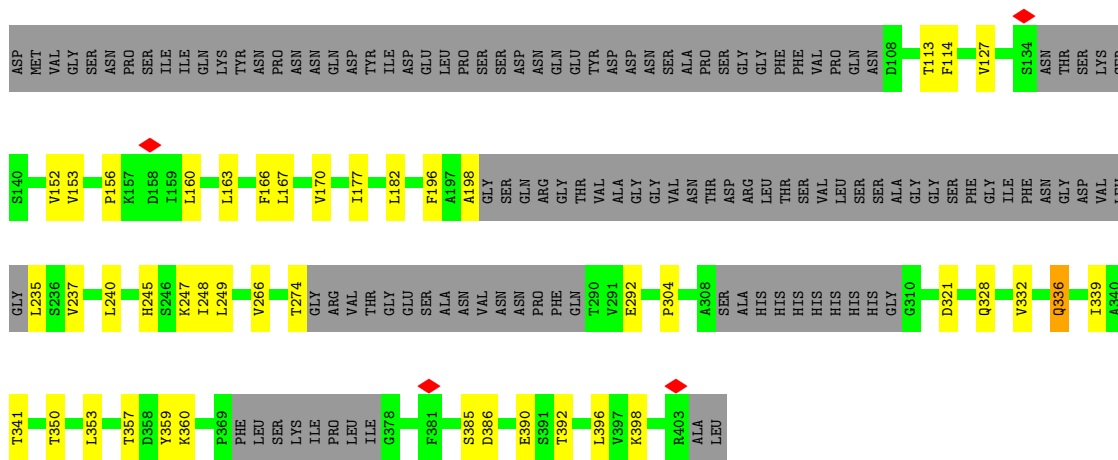 ASP MET VAL GLY SER ASN PRO SER ILE ILE GLN LYS TYR ASN PRO ASN ASN GLN ASP TYR ILE ASP GLU LEU PRO SER SER ASP ASN GLN GLU TYR ASP ASP ASN SER ALA PRO SER GLY GLY PHE PHE VAL PRO GLN ASN D108 T113 F114 V127 S134 ASN THR SER LYS SER
S140 V152 V153 P156 K157 D158 I159 L160 L163 F166 L167 V170 I177 L182 F196 A197 A198 GLY SER GLN ARG GLY THR VAL ALA GLY GLY VAL ASN THR ASP ARG LEU THR SER VAL LEU SER SER ALA GLY GLY SER PHE GLY ILE PHE ASN GLY ASP VAL LEU
GLY L235 S236 V237 L240 H245 S246 K247 I248 L249 V266 T274 GLY ARG VAL THR GLY GLU SER ALA ASN VAL ASN ASN PRO PHE GLN T290 V291 E292 P304 A308 SER ALA HIS HIS HIS HIS HIS HIS GLY G310 D321 Q328 V332 Q336 I339 A340
T341 T350 L353 T357 D358 Y359 K360 P369 PHE LEU SER LYS ILE PRO LEU ILE G378 F381 S385 D386 E390 S391 T392 L396 V397 K398 R403 ALA LEU